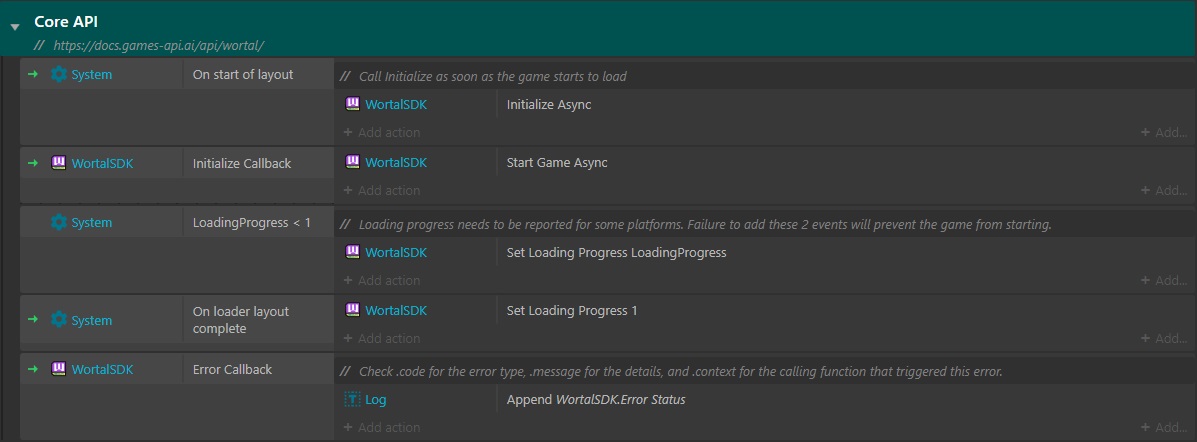 Core API
// https://docs.games-api.ai/api/wortal/
System On start of layout // Call Initialize as soon as the game starts to load
WortalSDK Initialize Async
+ Add action + Add...
WortalSDK Initialize Callback WortalSDK Start Game Async
+ Add action + Add...
System LoadingProgress < 1 // Loading progress needs to be reported for some platforms. Failure to add these 2 events will prevent the game from starting.
WortalSDK Set Loading Progress LoadingProgress
+ Add action + Add...
System On loader layout
complete
WortalSDK Set Loading Progress 1
+ Add action + Add...
WortalSDK Error Callback // Check .code for the error type, .message for the details, and .context for the calling function that triggered this error.
Log Append WortalSDK.Error Status
+ Add action + Add...